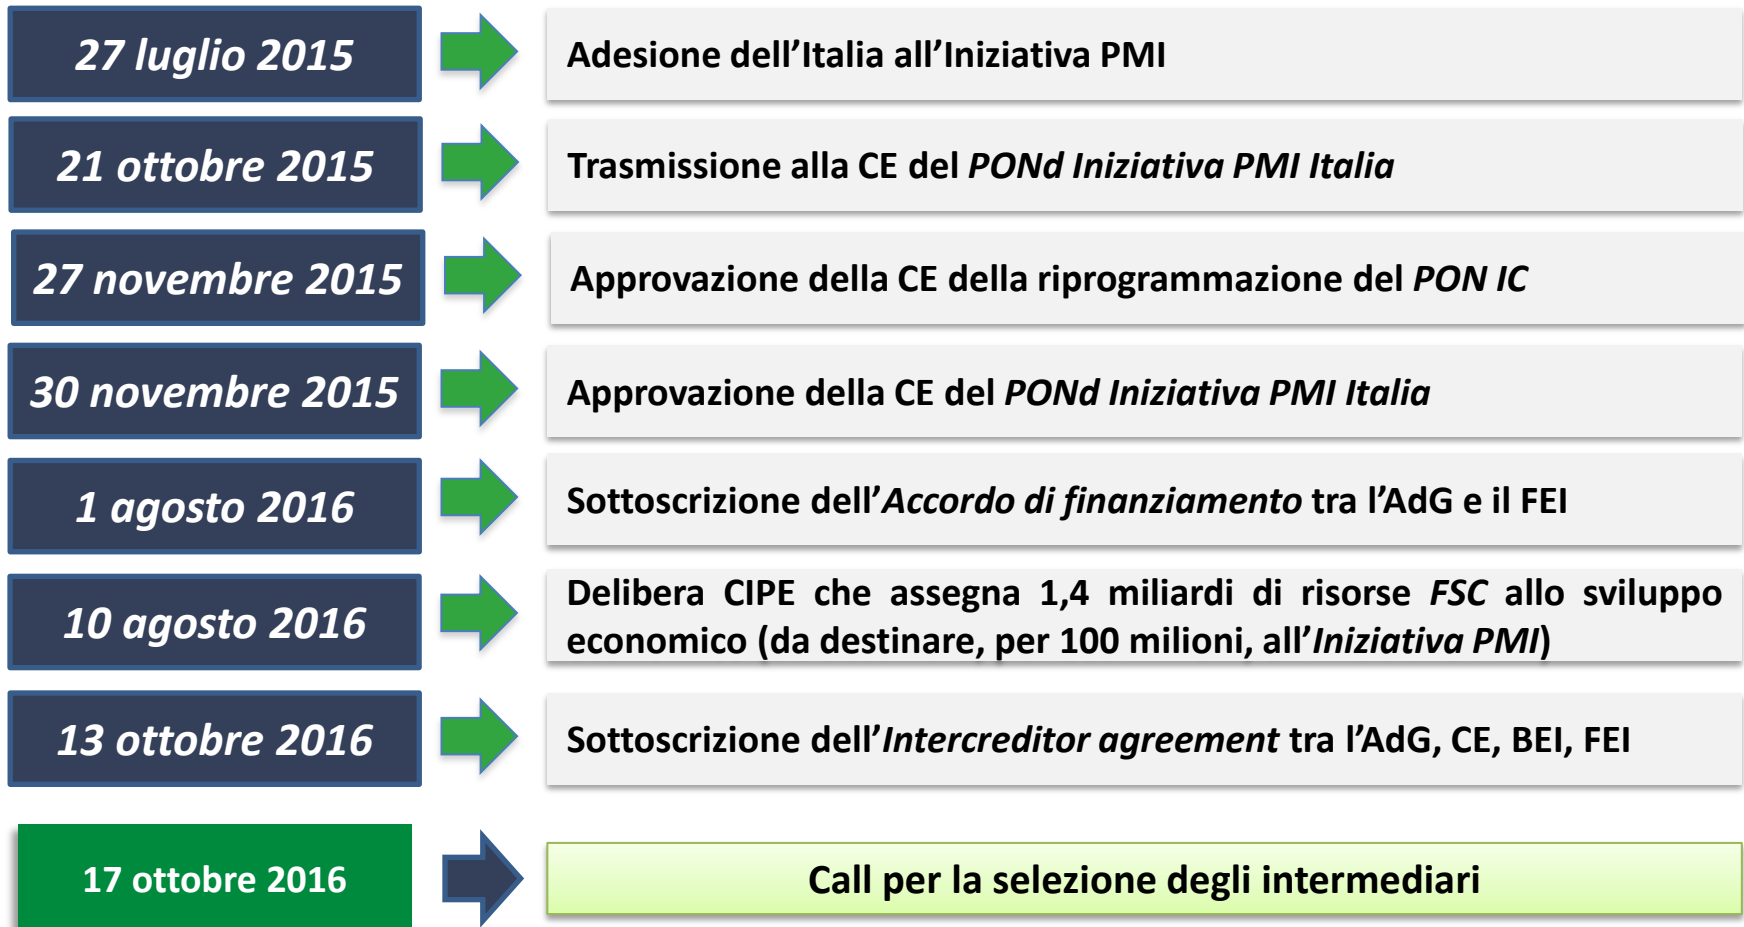 27 luglio 2015
Adesione dell’Italia all’Iniziativa PMI
21 ottobre 2015
Trasmissione alla CE del PONd Iniziativa PMI Italia
27 novembre 2015
Approvazione della CE della riprogrammazione del PON IC
30 novembre 2015
Approvazione della CE del PONd Iniziativa PMI Italia
1 agosto 2016
Sottoscrizione dell’Accordo di finanziamento tra l’AdG e il FEI
10 agosto 2016
Delibera CIPE che assegna 1,4 miliardi di risorse FSC allo sviluppo
economico (da destinare, per 100 milioni, all’Iniziativa PMI)
13 ottobre 2016
Sottoscrizione dell’Intercreditor agreement tra l’AdG, CE, BEI, FEI
17 ottobre 2016
Call per la selezione degli intermediari